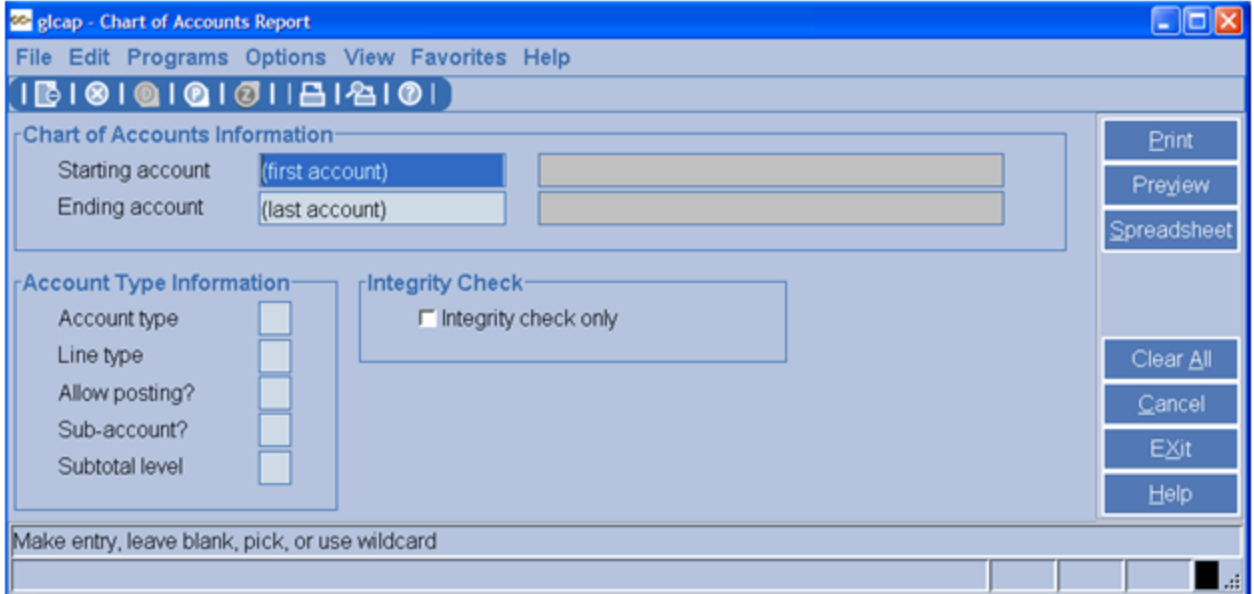 glcap - Chart of Accounts Report
File Edit Programs Options View Favorites Help
D P Z ?
Chart of Accounts Information
Starting account (first account)
Ending account (last account)
Print
Preview
Spreadsheet
Account Type Information
Account type
Line type
Allow posting?
Sub-account?
Subtotal level
Integrity Check
Integrity check only
Clear All
Cancel
EXit
Help
Make entry, leave blank, pick, or use wildcard